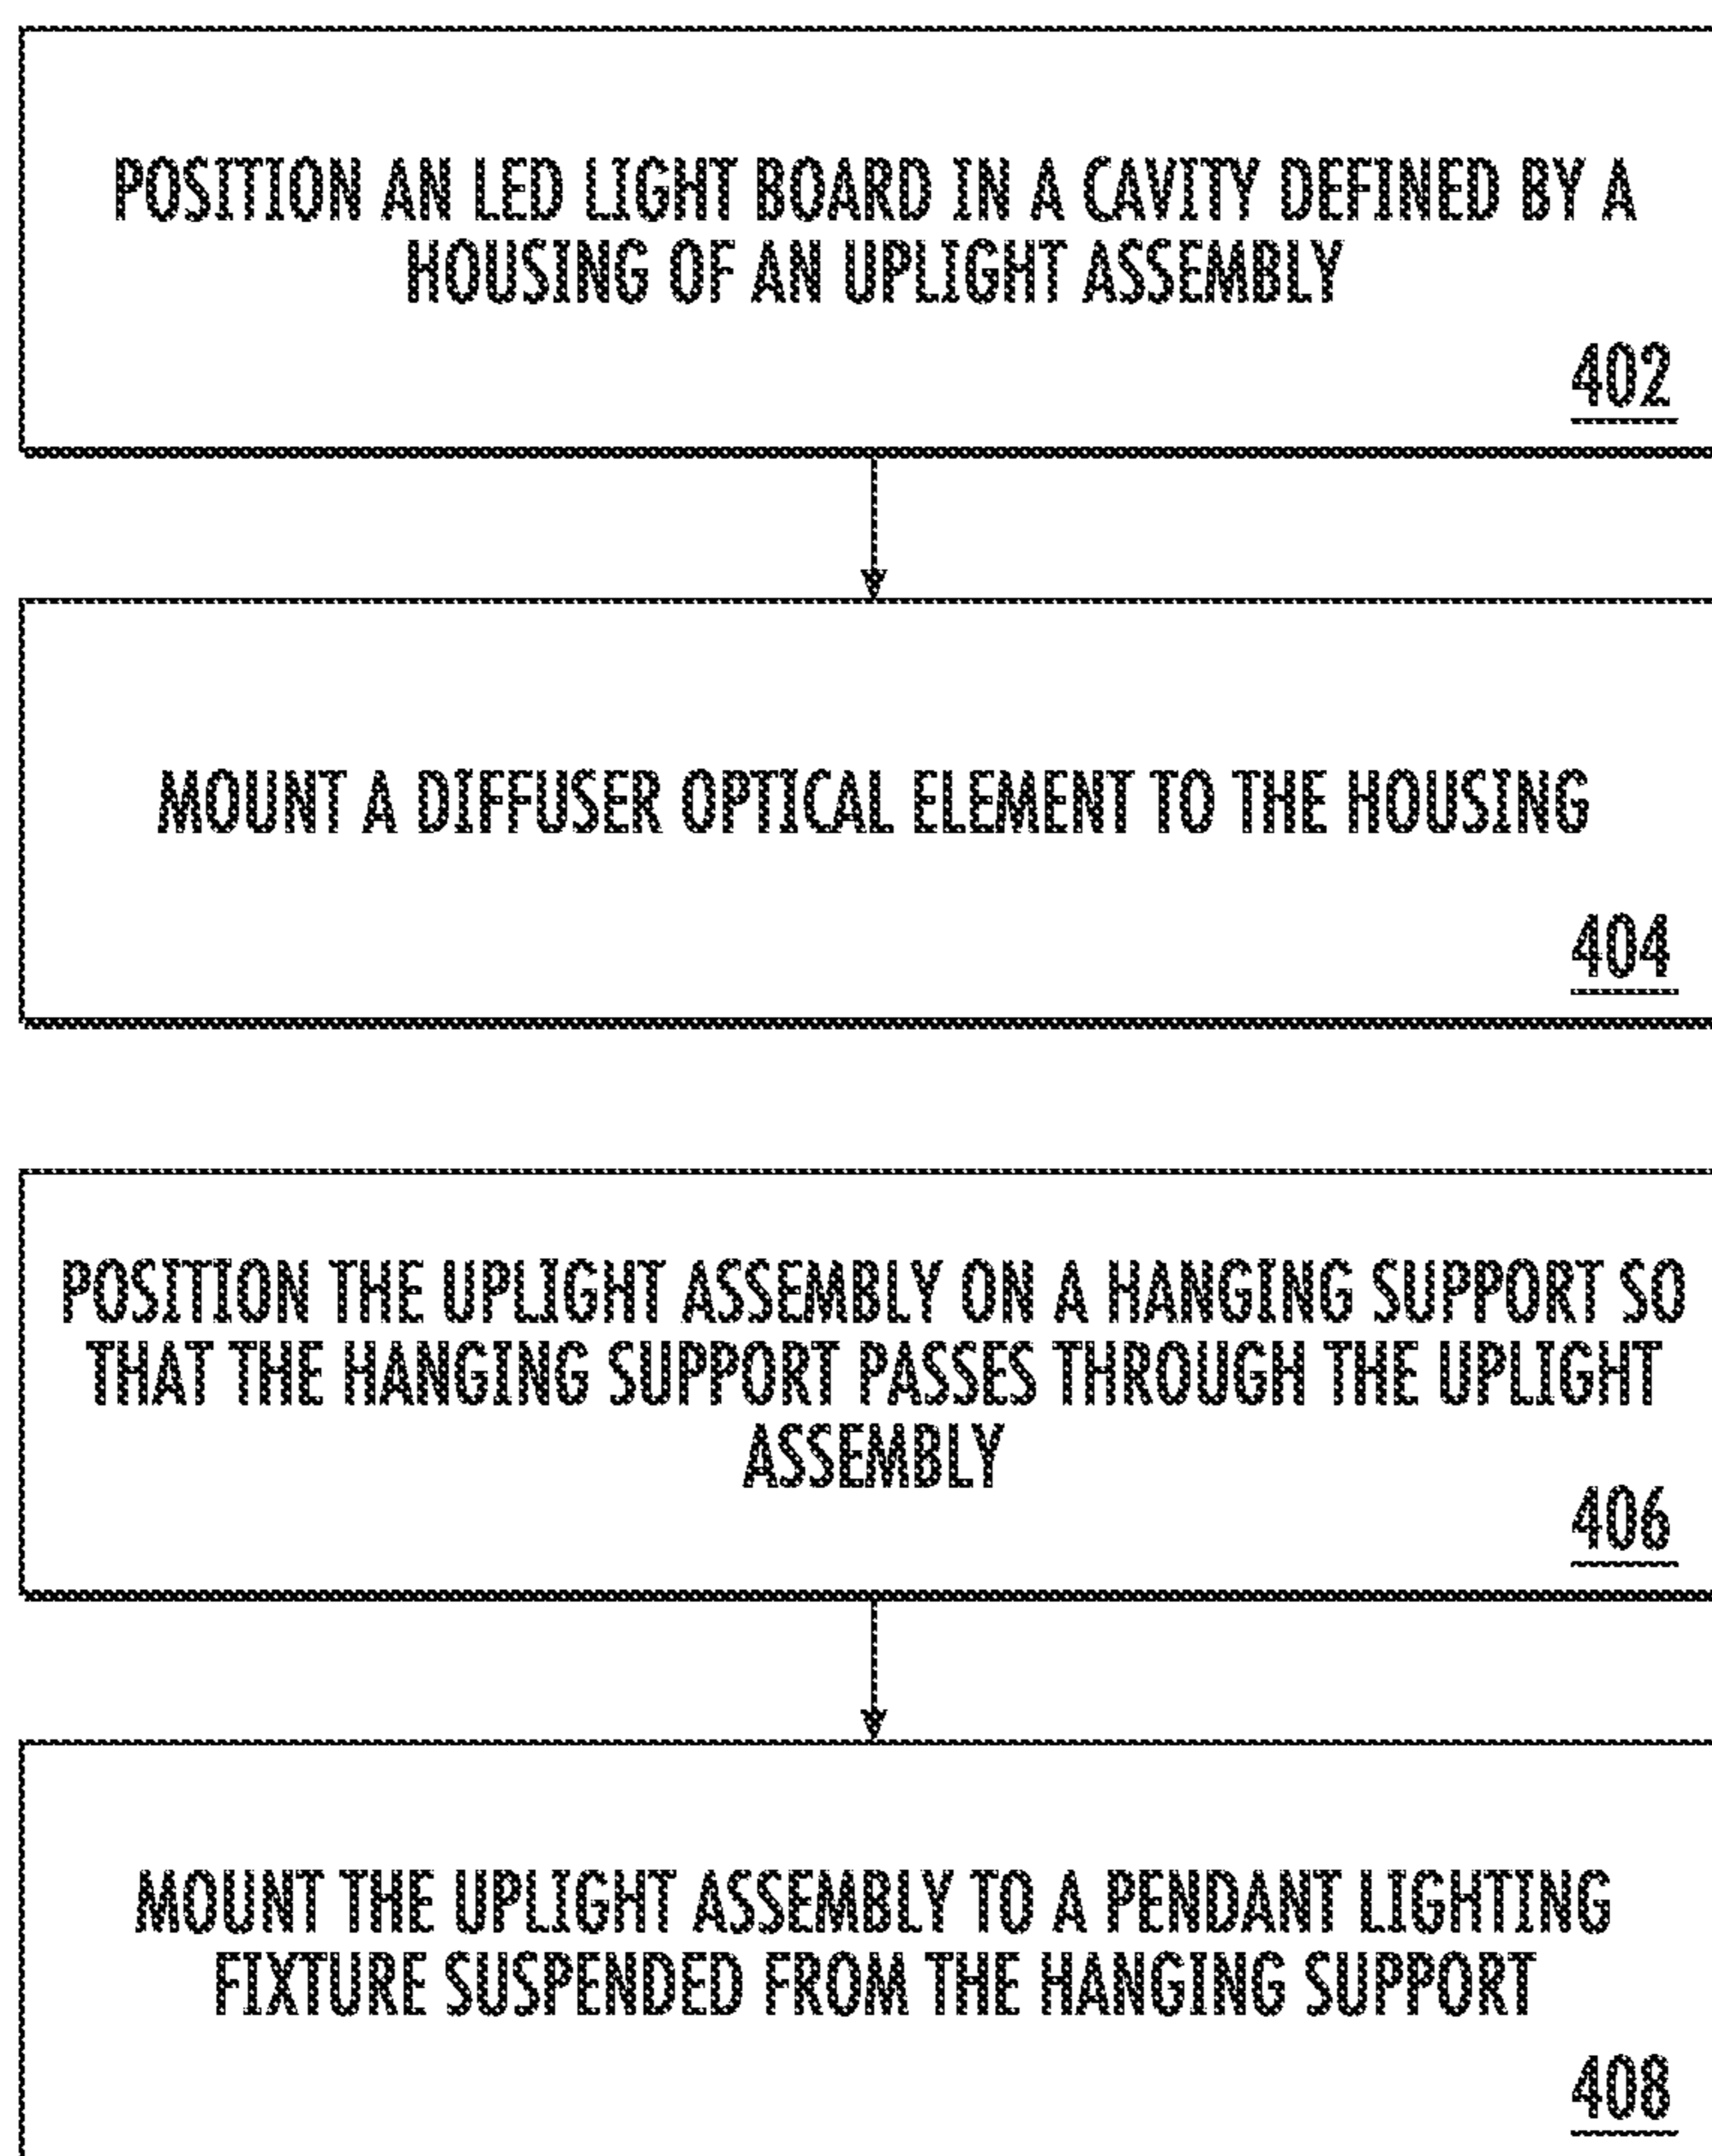 POSITION AN LED LIGHT BOARD IN A CAVITY DEFINED BY A
HOUSING OF AN UPLIGHT ASSEMBLY
402
MOUNT A DIFFUSER OPTICAL ELEMENT TO THE HOUSING
404
POSITION THE UPLIGHT ASSEMBLY ON A HANGING SUPPORT SO
THAT THE HANGING SUPPORT PASSES THROUGH THE UPLIGHT
ASSEMBLY
406
MOUNT THE UPLIGHT ASSEMBLY TO A PENDANT LIGHTING
FIXTURE SUSPENDED FROM THE HANGING SUPPORT
408